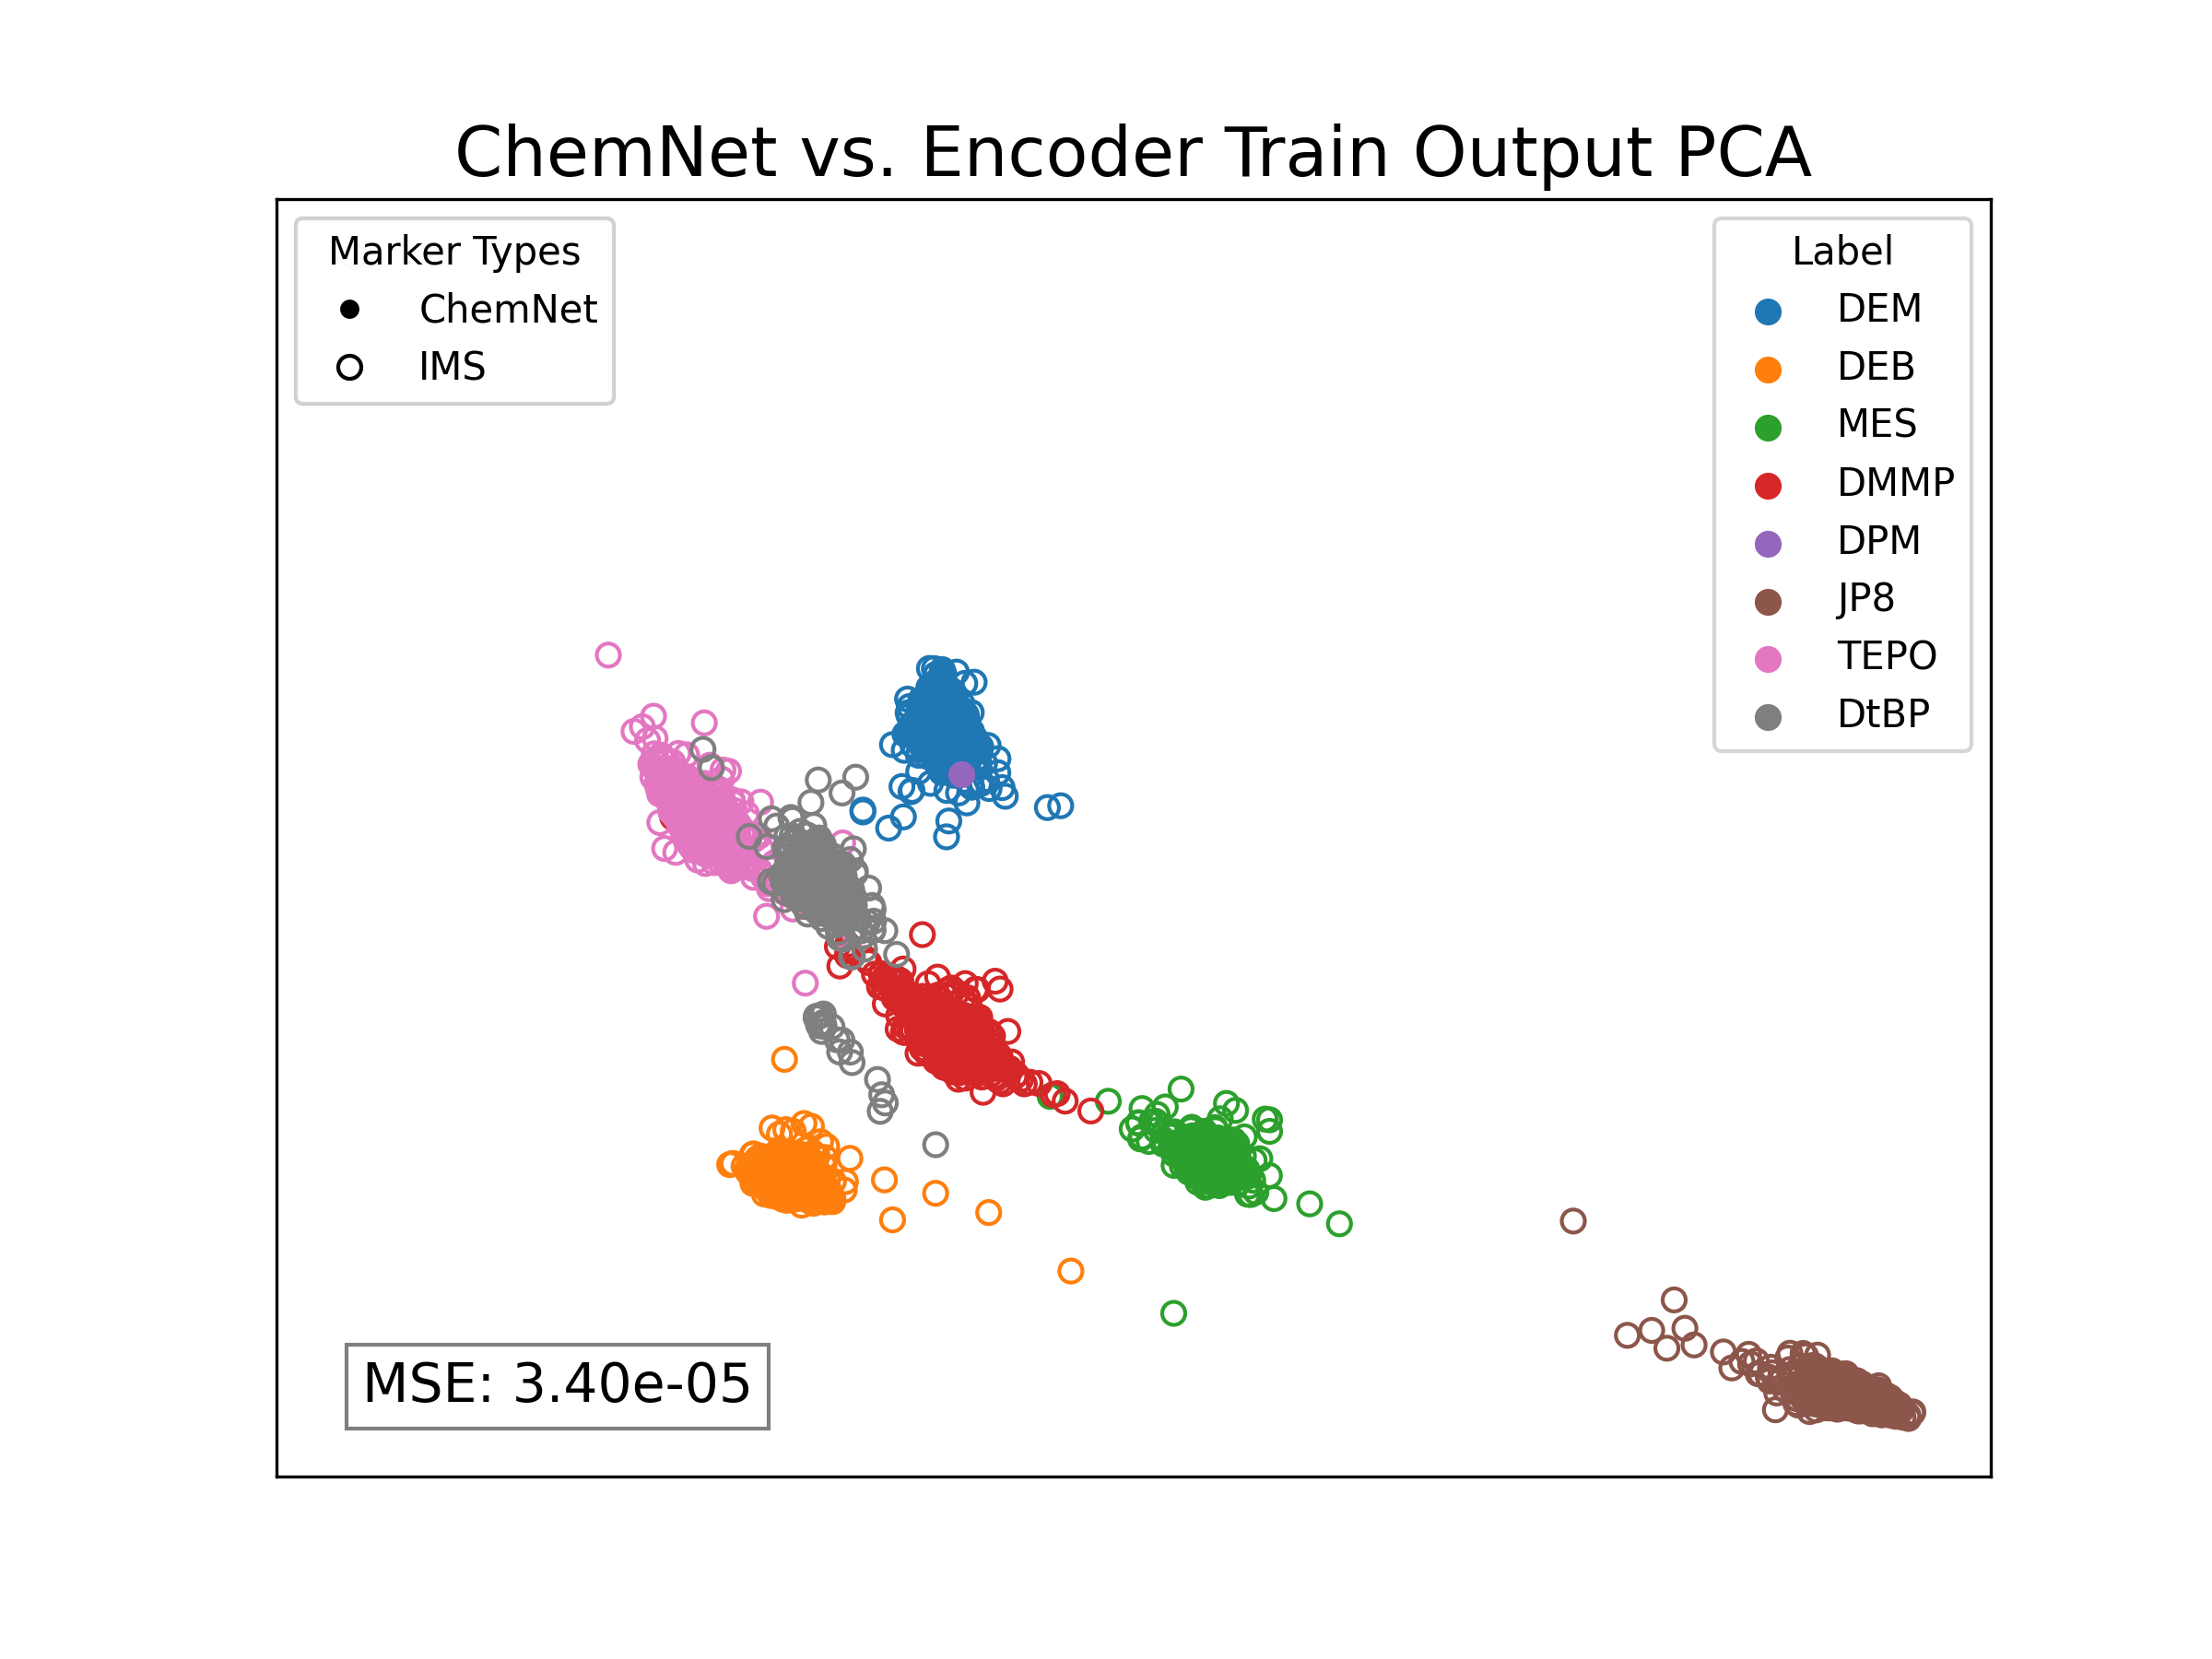 ChemNet vs. Encoder Train Output PCA
Marker Types
ChemNet
IMS
Label
DEM
DEB
MES
DMMP
DPM
JP8
TEPO
DtBP
MSE: 3.40e-05